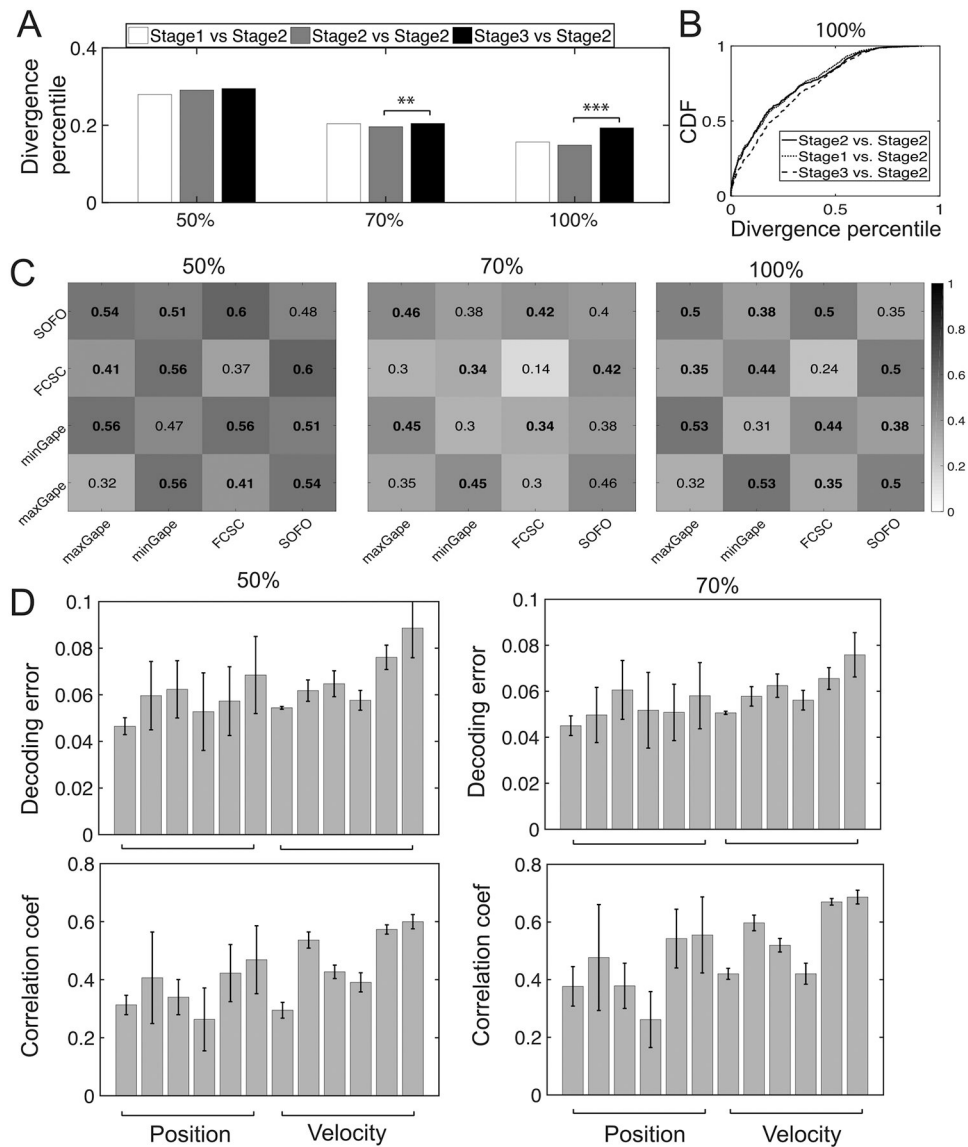 A
Stage1 vs Stage2 Stage2 vs Stage2 Stage3 vs Stage2
Divergence
percentile
0.4
0.2
0
** ***
50% 70% 100%
B
100%
CDF
1
0.5
0
Stage2 vs. Stage2
Stage1 vs. Stage2
Stage3 vs. Stage2
0 0.5 1
Divergence percentile
C
50% 70% 100%
SOFO 0.54 0.51 0.6 0.48 0.46 0.38 0.42 0.4 0.5 0.38 0.5 0.35
FCSC 0.41 0.56 0.37 0.6 0.3 0.34 0.14 0.42 0.35 0.44 0.24 0.5
minGape 0.56 0.47 0.56 0.51 0.45 0.3 0.34 0.38 0.53 0.31 0.44 0.38
maxGape 0.32 0.56 0.41 0.54 0.35 0.45 0.3 0.46 0.32 0.53 0.35 0.5
maxGape minGape FCSC SOFO maxGape minGape FCSC SOFO maxGape minGape FCSC SOFO
1
0.8
0.6
0.4
0.2
0
D
50%
Decoding error
0.1
0.08
0.06
0.04
0.02
0
70%
Decoding error
0.1
0.08
0.06
0.04
0.02
0
Correlation coef
0.8
0.6
0.4
0.2
0
Position Velocity
Correlation coef
0.8
0.6
0.4
0.2
0
Position Velocity